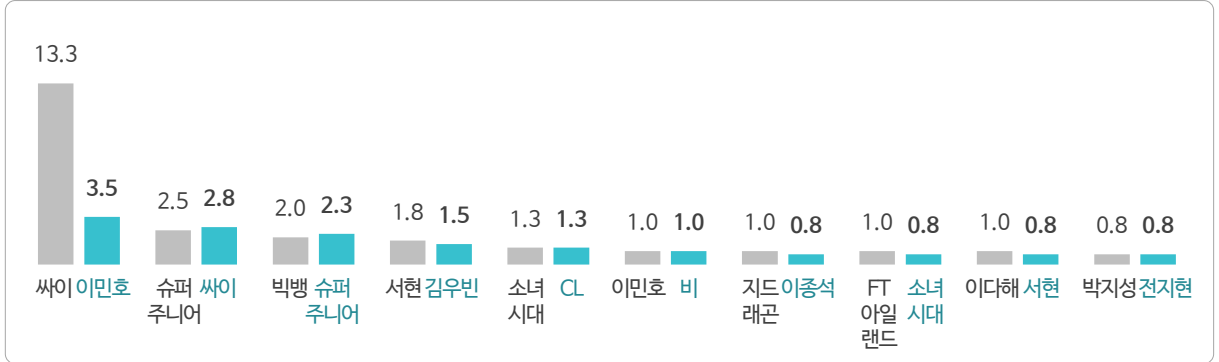 13.3
3.5
2.5 2.8
2.0 2.3
1.8 1.5
1.3 1.3
1.0 1.0
1.0 0.8
1.0 0.8
1.0 0.8
0.8 0.8
싸이 이민호
슈퍼 싸이
주니어
빅뱅 슈퍼
주니어
서현 김우빈
소녀 CL
시대
이민호 비
지드 이종석
래곤
FT 소녀
아일 시대
랜드
이다해 서현
박지성 전지현